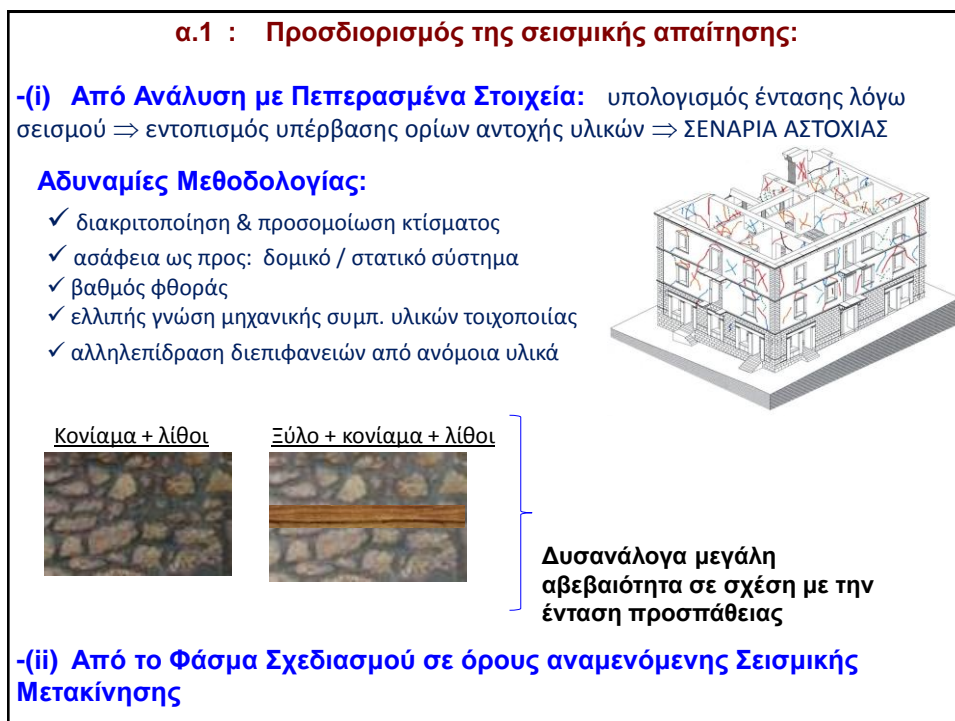 α.1 : Προσδιορισμός της σεισμικής απαίτησης:
-(i) Από Ανάλυση με Πεπερασμένα Στοιχεία: υπολογισμός έντασης λόγω
σεισμού ⇒ εντοπισμός υπέρβασης ορίων αντοχής υλικών ⇒ ΣΕΝΑΡΙΑ ΑΣΤΟΧΙΑΣ
Αδυναμίες Μεθοδολογίας:
✓ διακριτοποίηση & προσομοίωση κτίσματος
✓ ασάφεια ως προς: δομικό / στατικό σύστημα
✓ βαθμός φθοράς
✓ ελλιπής γνώση μηχανικής συμπ. υλικών τοιχοποιίας
✓ αλληλεπίδραση διεπιφανειών από ανόμοια υλικά
Κονίαμα + λίθοι
Ξύλο + κονίαμα + λίθοι
Δυσανάλογα μεγάλη
αβεβαιότητα σε σχέση με την
ένταση προσπάθειας
-(ii) Από το Φάσμα Σχεδιασμού σε όρους αναμενόμενης Σεισμικής
Μετακίνησης